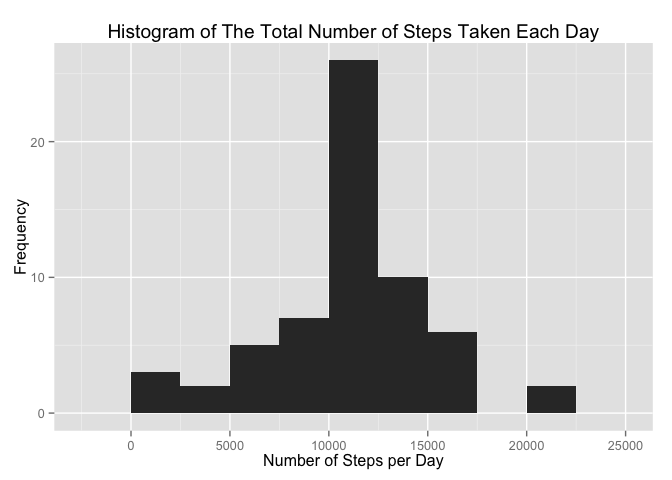 Histogram of The Total Number of Steps Taken Each Day
Frequency
20
10
0
0 5000 10000 15000 20000 25000
Number of Steps per Day